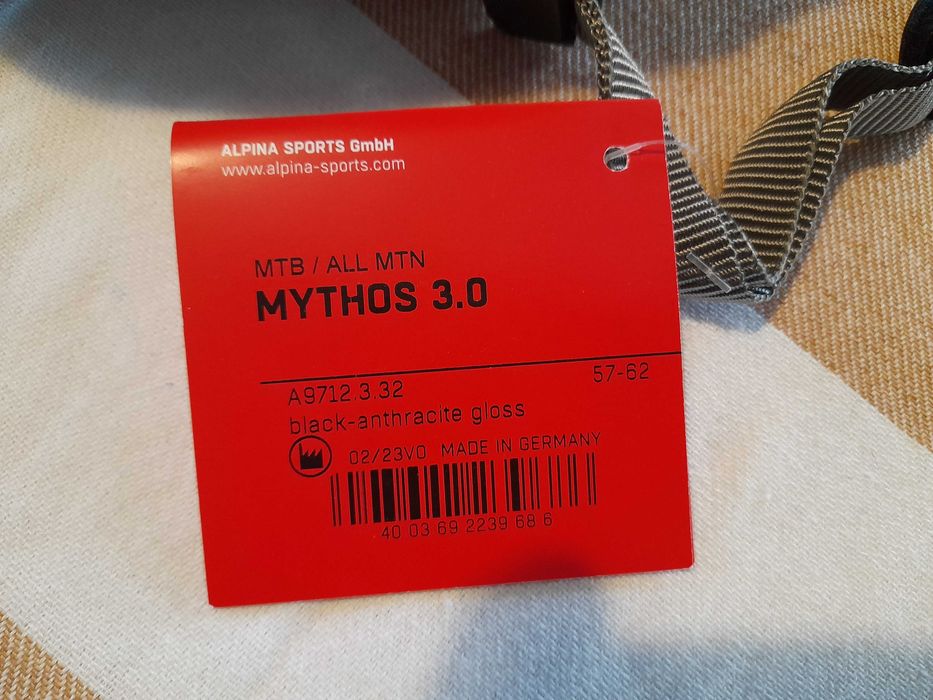 ALPINA SPORTS GmbH
www.alpina-sports.com
MTB / ALL MTN
MYTHOS 3.0
A9712.3.32 57-62
black-anthracite gloss
02/23VO MADE IN GERMANY
40 03 69 2239 68 6